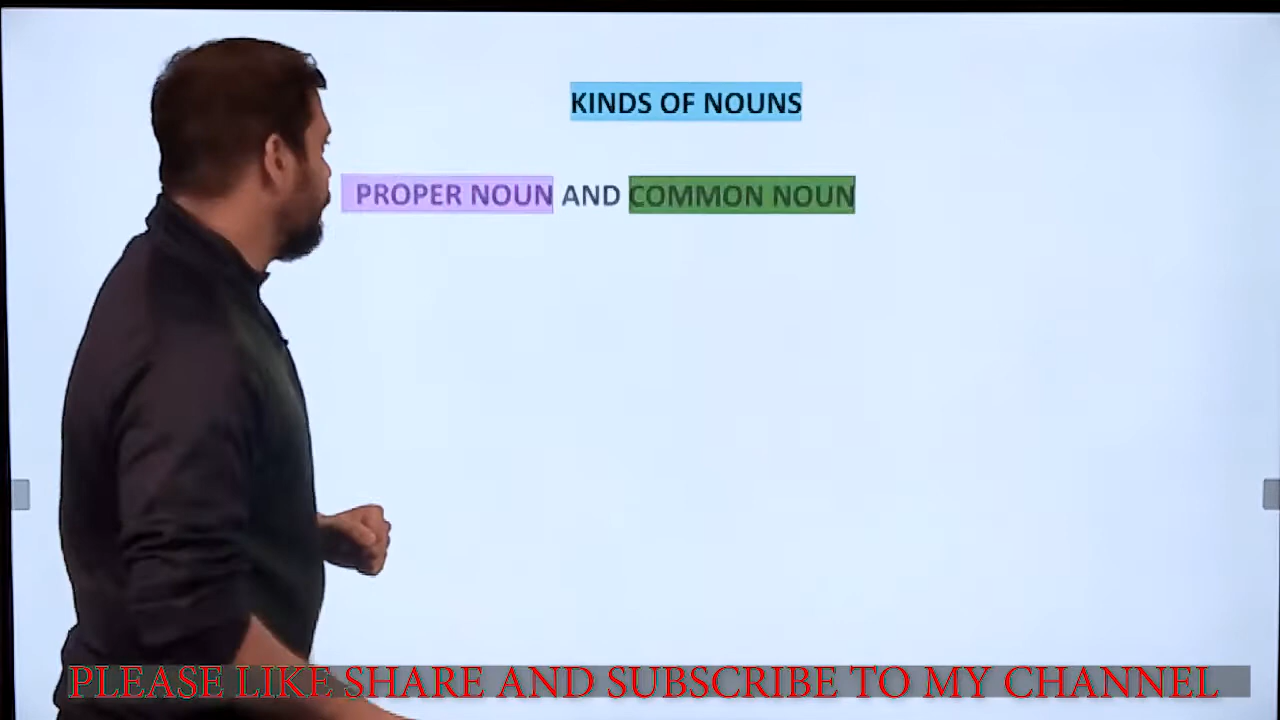 KINDS OF NOUNS
PROPER NOUN AND COMMON NOUN
PLEASE LIKE SHARE AND SUBSCRIBE TO MY CHANNEL